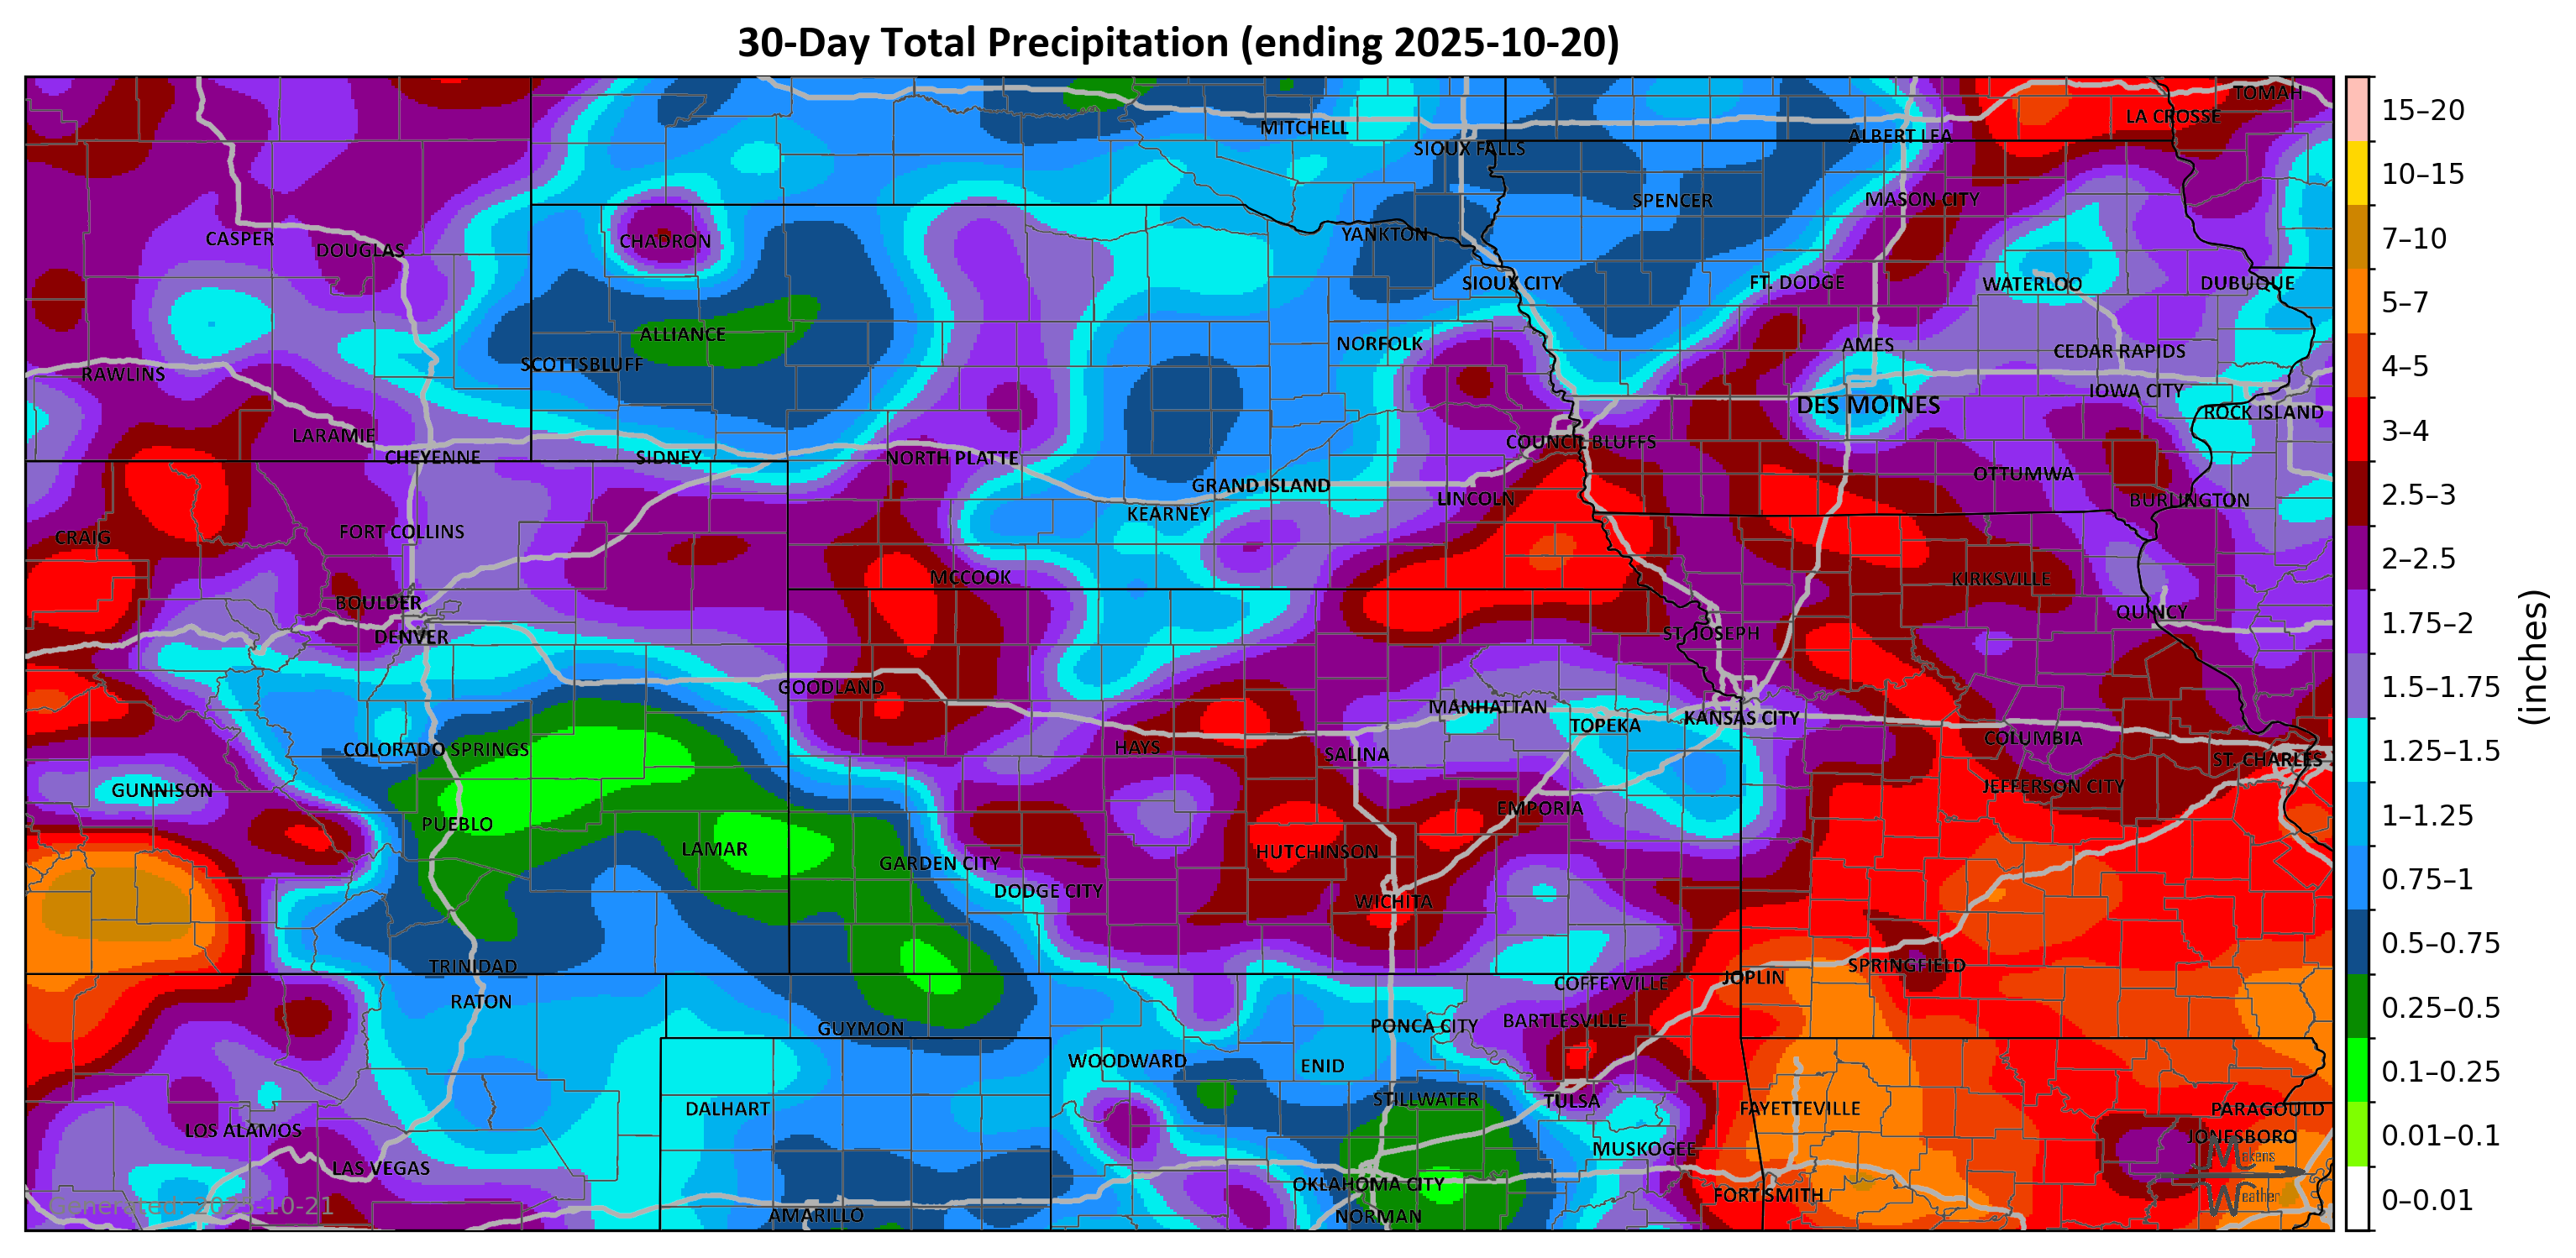 30-Day Total Precipitation (ending 2025-10-20)
TOMAH
LA CROSSE
MITCHELL
ALBERT LEA
SIOUX FALLS
SPENCER
MASON CITY
CASPER
DOUGLAS
CHADRON
YANKTON
SIOUX CITY
FT. DODGE
WATERLOO
DUBUQUE
ALLIANCE
NORFOLK
AMES
CEDAR RAPIDS
SCOTTSBLUFF
RAWLINS
IOWA CITY
DES MOINES
ROCK ISLAND
LARAMIE
COUNCIL BLUFFS
CHEYENNE
SIDNEY
NORTH PLATTE
OTTUMWA
GRAND ISLAND
LINCOLN
BURLINGTON
KEARNEY
FORT COLLINS
CRAIG
MCCOOK
KIRKSVILLE
BOULDER
QUINCY
DENVER
ST. JOSEPH
GOODLAND
MANHATTAN
KANSAS CITY
TOPEKA
COLORADO SPRINGS
HAYS
SALINA
COLUMBIA
ST. CHARLES
GUNNISON
JEFFERSON CITY
EMPORIA
PUEBLO
LAMAR
GARDEN CITY
HUTCHINSON
DODGE CITY
WICHITA
TRINIDAD
SPRINGFIELD
JOPLIN
COFFEYVILLE
RATON
GUYMON
PONCA CITY
BARTLESVILLE
WOODWARD
ENID
DALHART
STILLWATER
TULSA
FAYETTEVILLE
PARAGOULD
LOS ALAMOS
JONESBORO
MUSKOGEE
LAS VEGAS
OKLAHOMA CITY
FORT SMITH
AMARILLO
NORMAN
Generated: 2025-10-21
Makens
Weather
15–20
10–15
7–10
5–7
4–5
3–4
2.5–3
2–2.5
1.75–2
1.5–1.75
1.25–1.5
1–1.25
0.75–1
0.5–0.75
0.25–0.5
0.1–0.25
0.01–0.1
0–0.01
(inches)